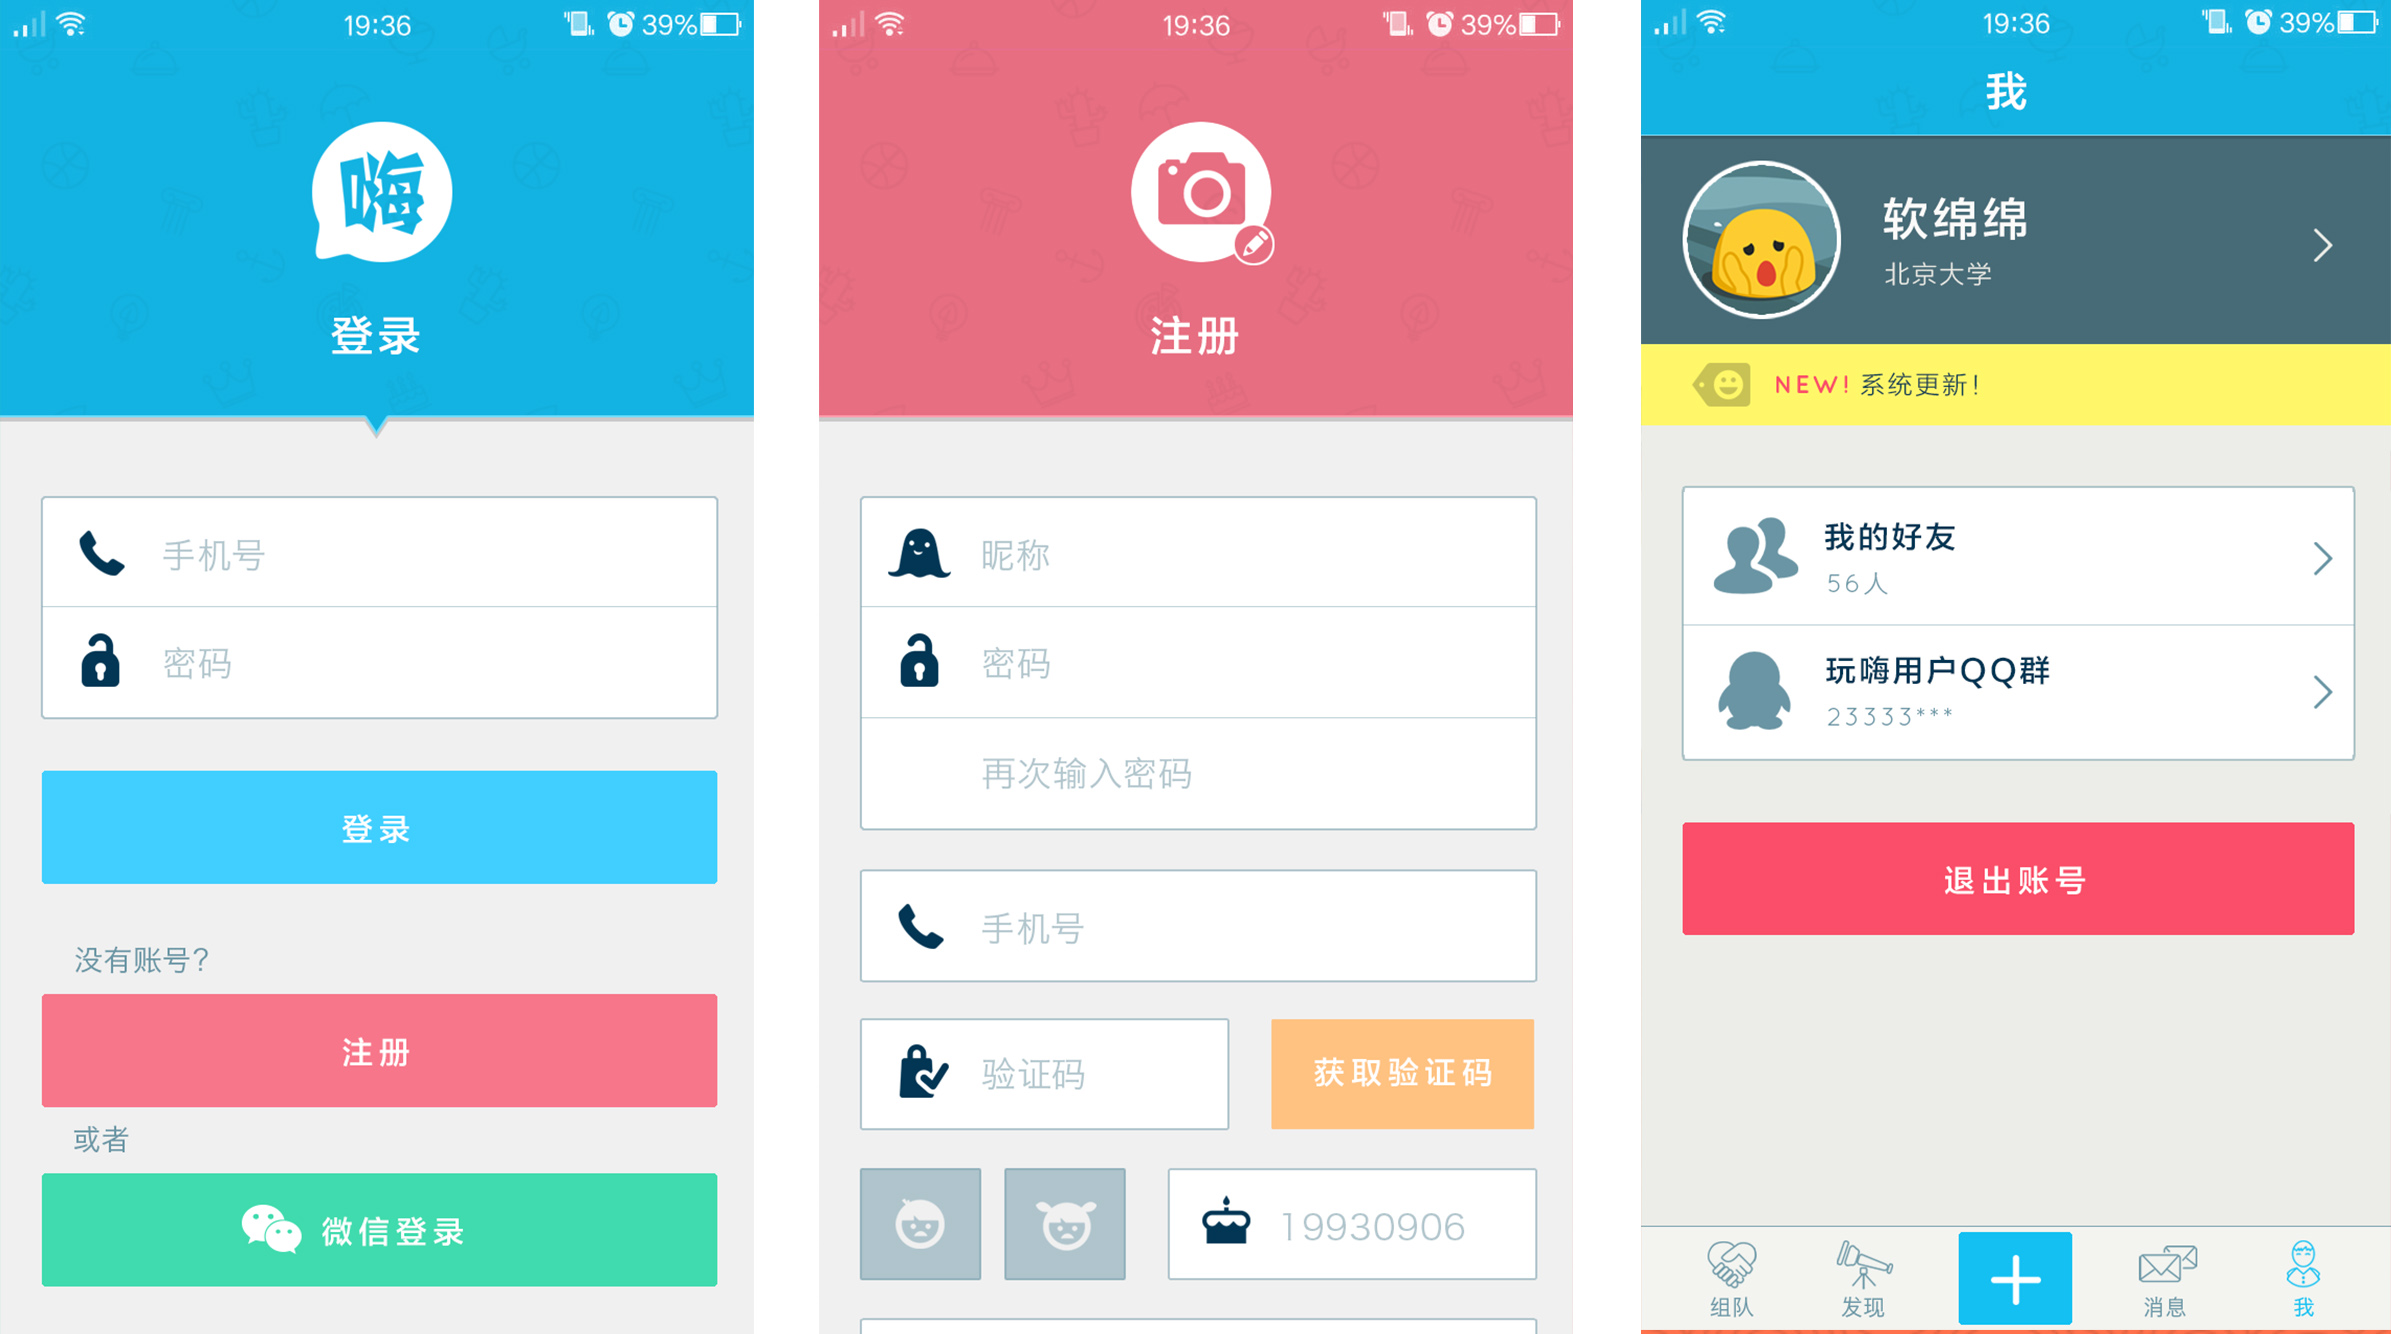 19:36
39%
嗨
登录
手机号
密码
登录
没有账号?
注册
或者
微信登录
19:36
39%
注册
昵称
密码
再次输入密码
手机号
验证码
获取验证码
19930906
19:36
39%
我
软绵绵
北京大学
NEW! 系统更新!
我的好友
56人
玩嗨用户QQ群
23333***
退出账号
组队
发现
消息
我